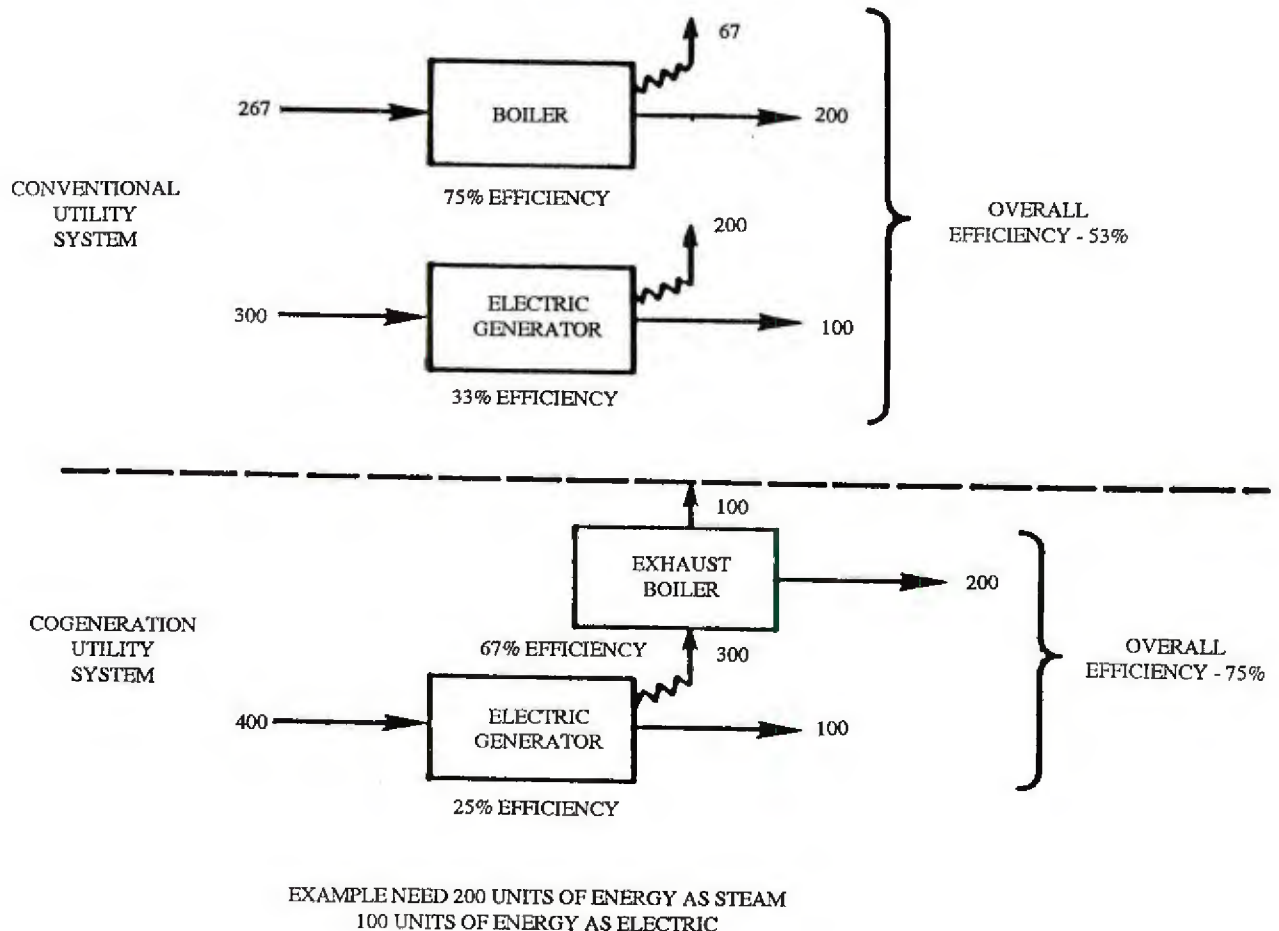 67
267
BOILER
200
75% EFFICIENCY
CONVENTIONAL
UTILITY
SYSTEM
OVERALL
EFFICIENCY - 53%
200
300
ELECTRIC
GENERATOR
100
33% EFFICIENCY
100
EXHAUST
BOILER
200
67% EFFICIENCY
300
COGENERATION
UTILITY
SYSTEM
OVERALL
EFFICIENCY - 75%
400
ELECTRIC
GENERATOR
100
25% EFFICIENCY
EXAMPLE NEED 200 UNITS OF ENERGY AS STEAM
100 UNITS OF ENERGY AS ELECTRIC